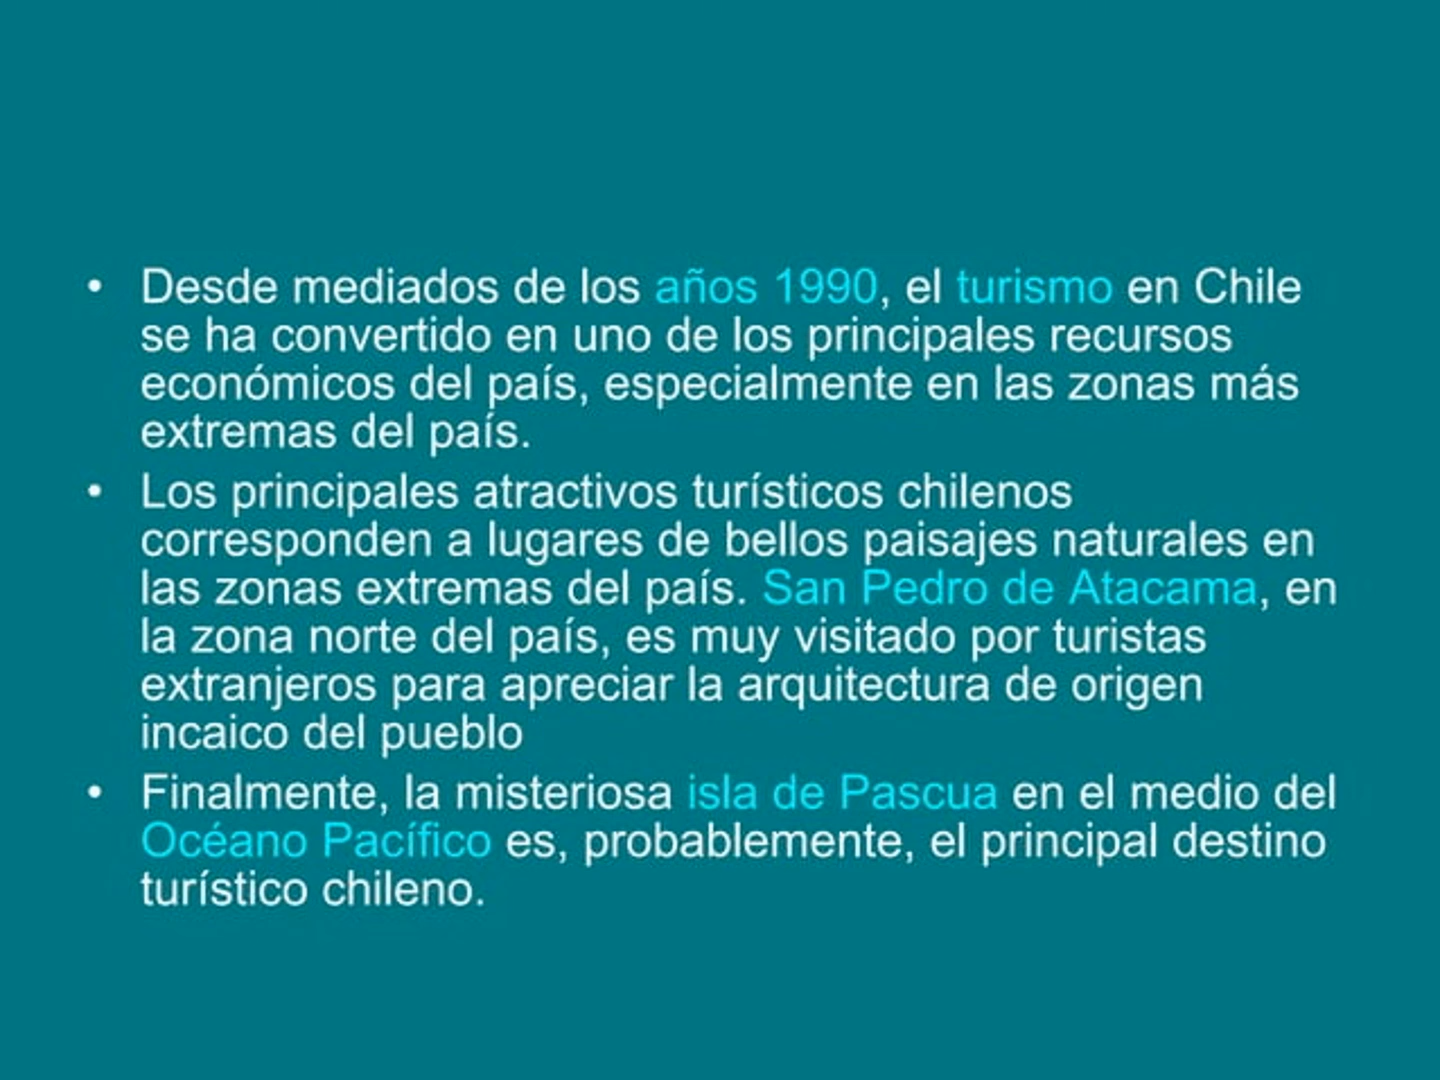 • Desde mediados de los años 1990, el turismo en Chile
se ha convertido en uno de los principales recursos
económicos del país, especialmente en las zonas más
extremas del país.
• Los principales atractivos turísticos chilenos
corresponden a lugares de bellos paisajes naturales en
las zonas extremas del país. San Pedro de Atacama, en
la zona norte del país, es muy visitado por turistas
extranjeros para apreciar la arquitectura de origen
incaico del pueblo
• Finalmente, la misteriosa isla de Pascua en el medio del
Océano Pacífico es, probablemente, el principal destino
turístico chileno.